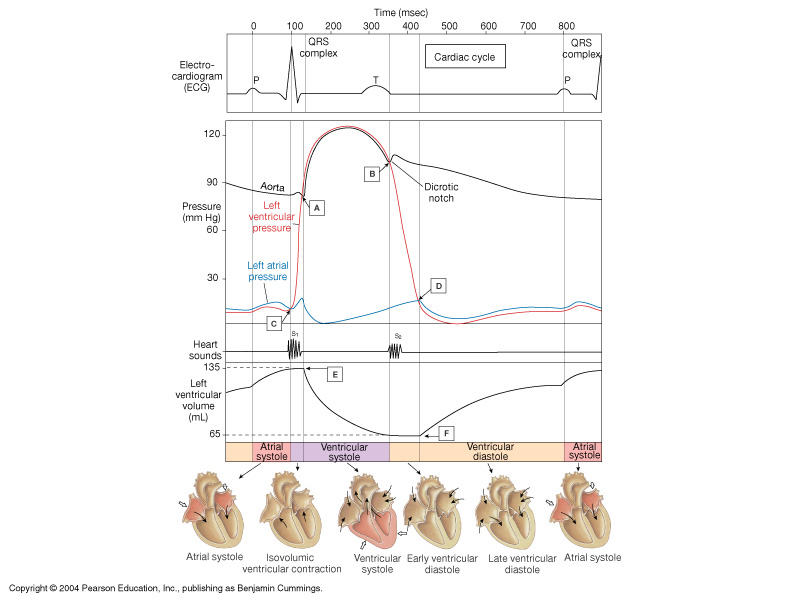 Time (msec)
0 100 200 300 400 500 600 700 800
QRS
complex
QRS
complex
Cardiac cycle
Electro-
cardiogram
(ECG)
P
T
P
120
B
Dicrotic
notch
90
Aorta
A
Pressure
(mm Hg)
Left
ventricular
pressure
60
Left atrial
pressure
30
D
C
S1
S2
Heart
sounds
135
E
Left
ventricular
volume
(mL)
65
F
Atrial
systole
Ventricular
systole
Ventricular
diastole
Atrial
systole
Atrial systole
Isovolumic
ventricular contraction
Ventricular
systole
Early ventricular
diastole
Late ventricular
diastole
Atrial systole
Copyright © 2004 Pearson Education, Inc., publishing as Benjamin Cummings.